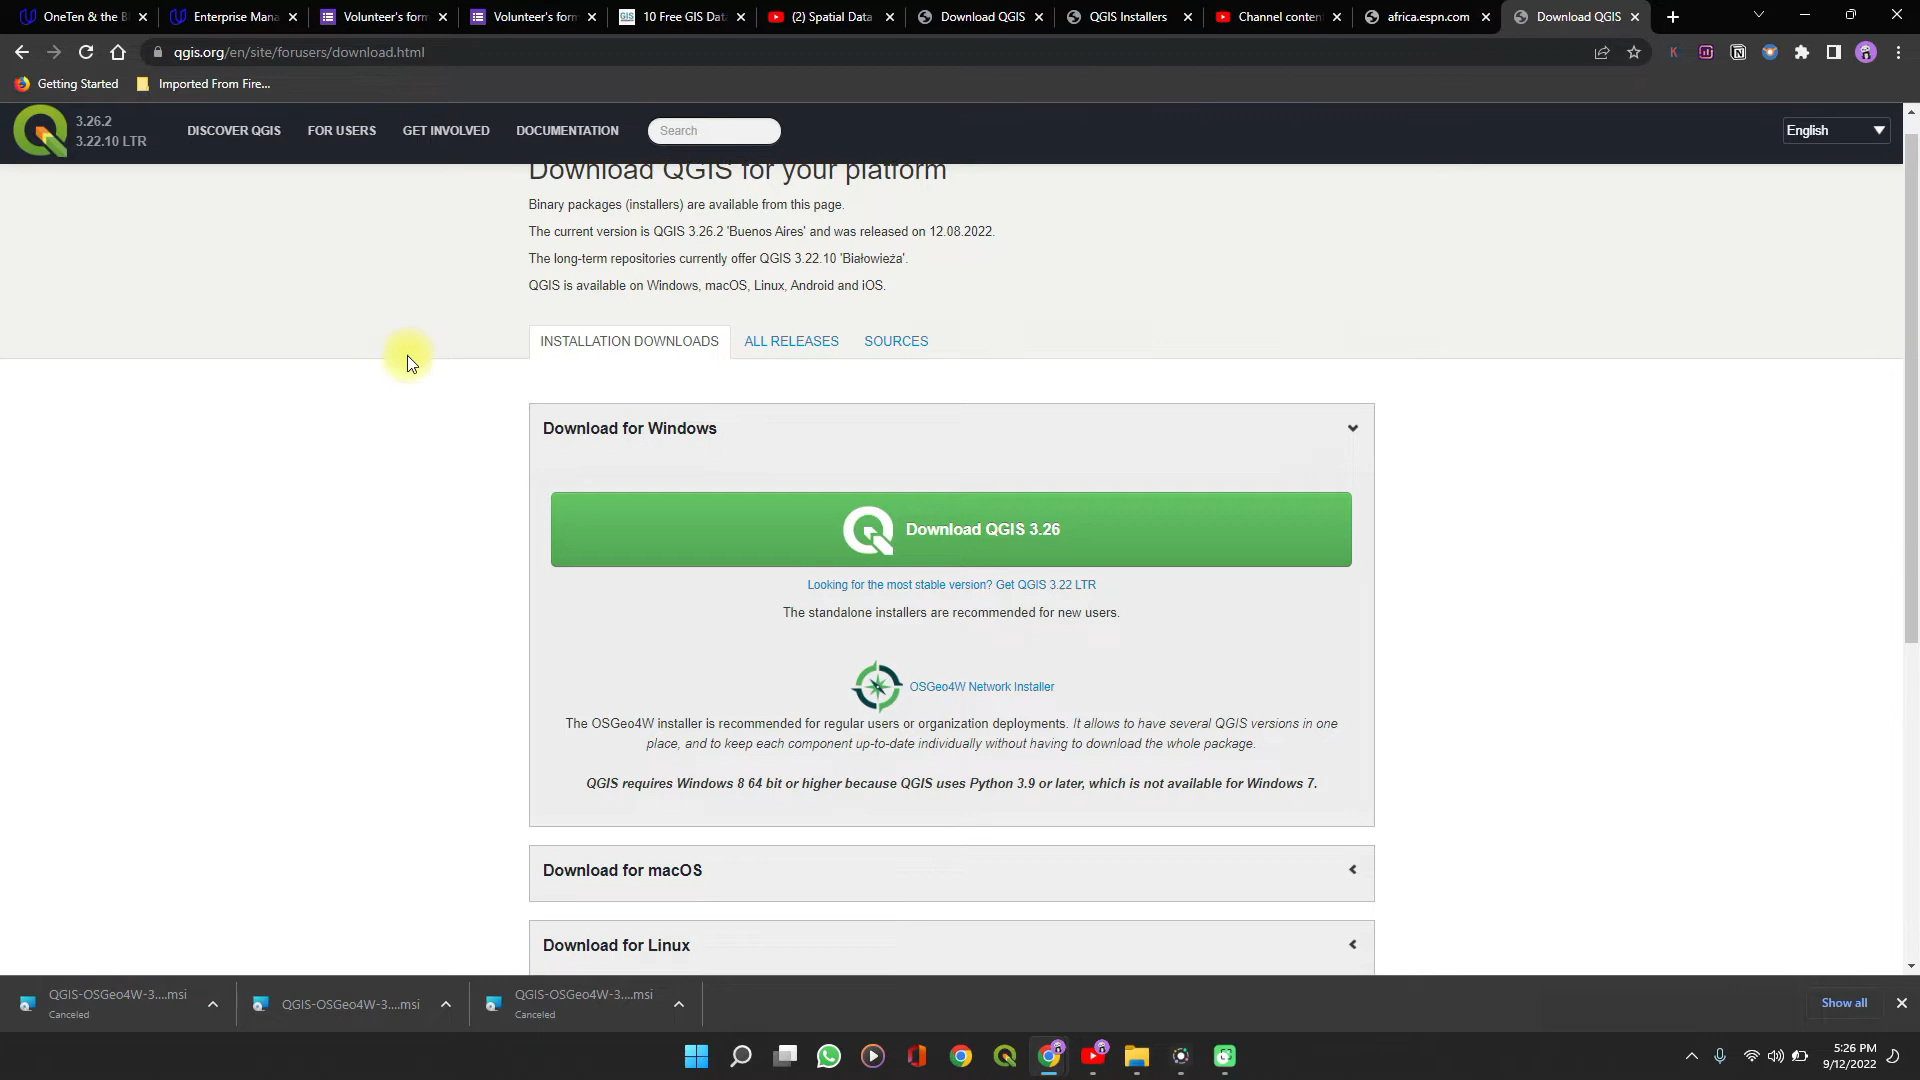 OneTen & the Bl
Enterprise Mana
Volunteer's form
Volunteer's form
GIS
10 Free GIS Dat
(2) Spatial Data
Download QGIS
QGIS Installers
Channel content
africa.espn.com
Download QGIS
qgis.org/en/site/forusers/download.html
Getting Started
Imported From Fire...
3.26.2
3.22.10 LTR
DISCOVER QGIS
FOR USERS
GET INVOLVED
DOCUMENTATION
Search
English
Download QGIS for your platform
Binary packages (installers) are available from this page.
The current version is QGIS 3.26.2 'Buenos Aires' and was released on 12.08.2022.
The long-term repositories currently offer QGIS 3.22.10 'Białowieża'.
QGIS is available on Windows, macOS, Linux, Android and iOS.
INSTALLATION DOWNLOADS
ALL RELEASES
SOURCES
Download for Windows
Download QGIS 3.26
Looking for the most stable version? Get QGIS 3.22 LTR
The standalone installers are recommended for new users.
OSGeo4W Network Installer
The OSGeo4W installer is recommended for regular users or organization deployments. It allows to have several QGIS versions in one
place, and to keep each component up-to-date individually without having to download the whole package.
QGIS requires Windows 8 64 bit or higher because QGIS uses Python 3.9 or later, which is not available for Windows 7.
Download for macOS
Download for Linux
QGIS-OSGeo4W-3....msi
Canceled
QGIS-OSGeo4W-3....msi
QGIS-OSGeo4W-3....msi
Canceled
Show all
5:26 PM
9/12/2022